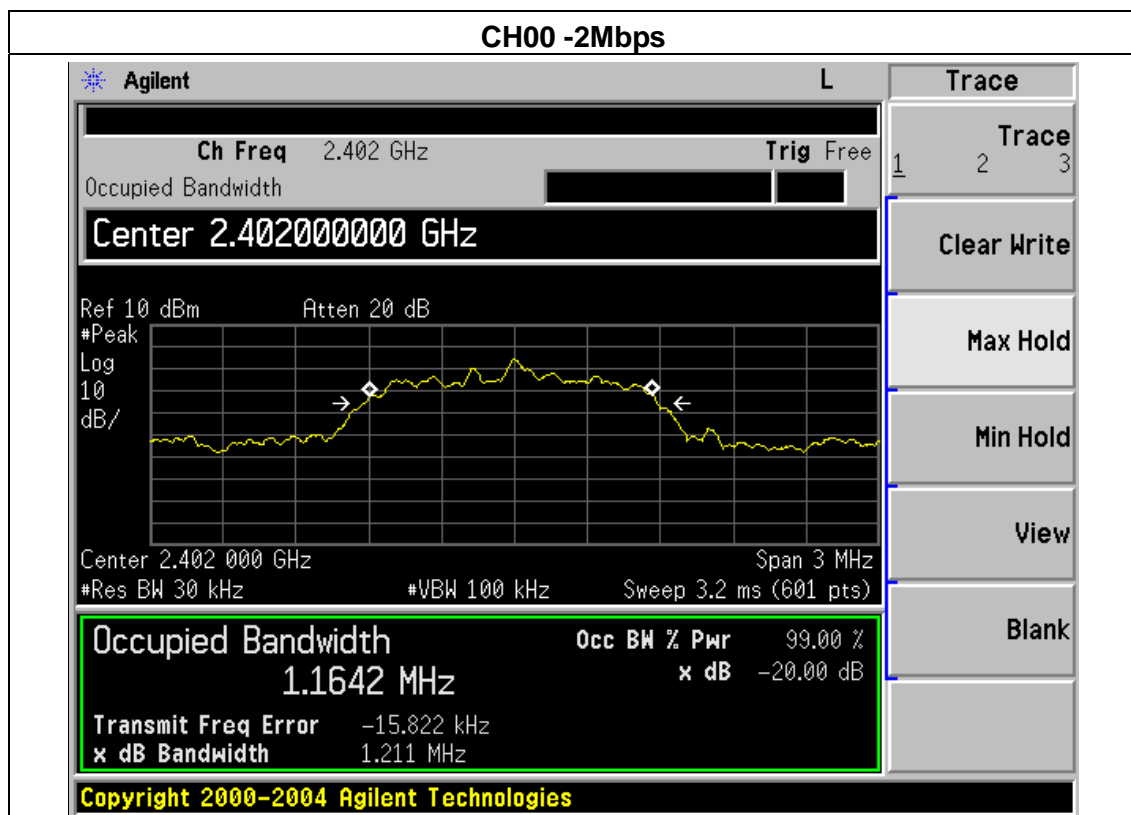 CH00 -2Mbps
Agilent L Trace
Ch Freq 2.402 GHz Trig Free
Occupied Bandwidth
Trace
1 2 3
Center 2.402000000 GHz
Clear Write
Ref 10 dBm Atten 20 dB
#Peak
Log
10
dB/
Max Hold
Min Hold
View
Center 2.402 000 GHz Span 3 MHz
#Res BW 30 kHz #VBW 100 kHz Sweep 3.2 ms (601 pts)
Blank
Occupied Bandwidth Occ BW % Pwr 99.00 %
1.1642 MHz x dB -20.00 dB
Transmit Freq Error -15.822 kHz
x dB Bandwidth 1.211 MHz
Copyright 2000-2004 Agilent Technologies